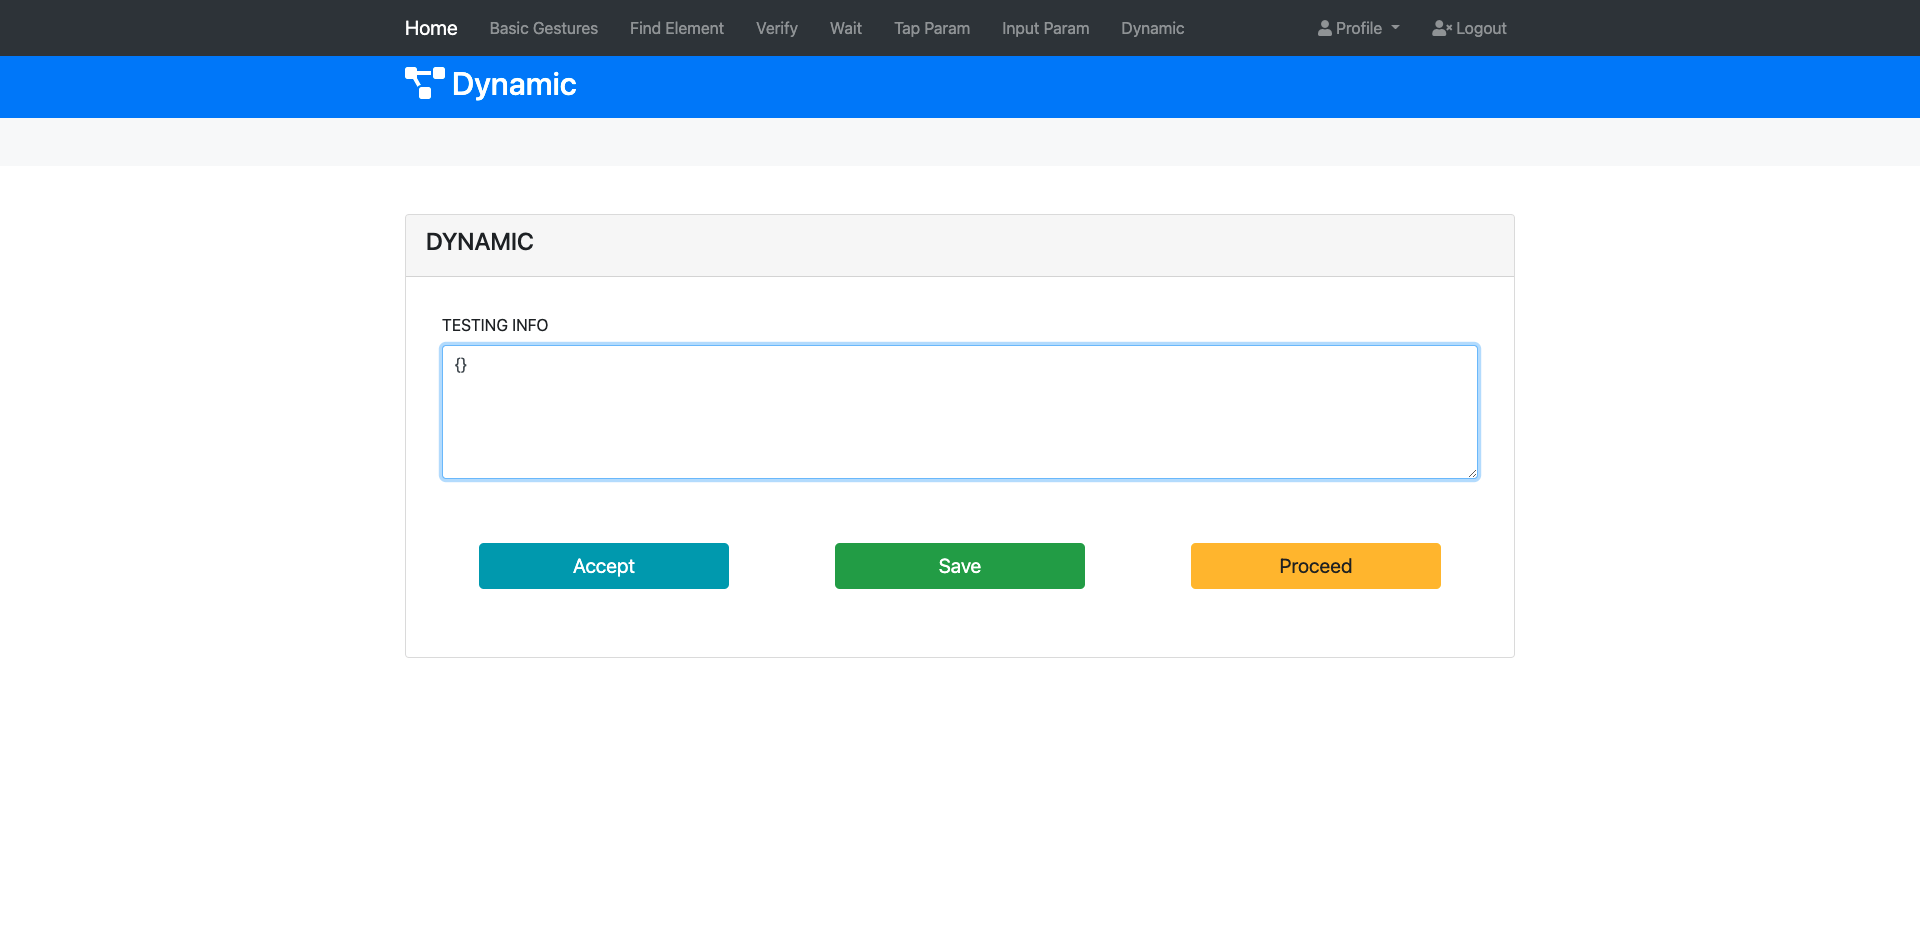 Home Basic Gestures Find Element Verify Wait Tap Param Input Param Dynamic Profile Logout
Dynamic
DYNAMIC
TESTING INFO
{}
Accept Save Proceed